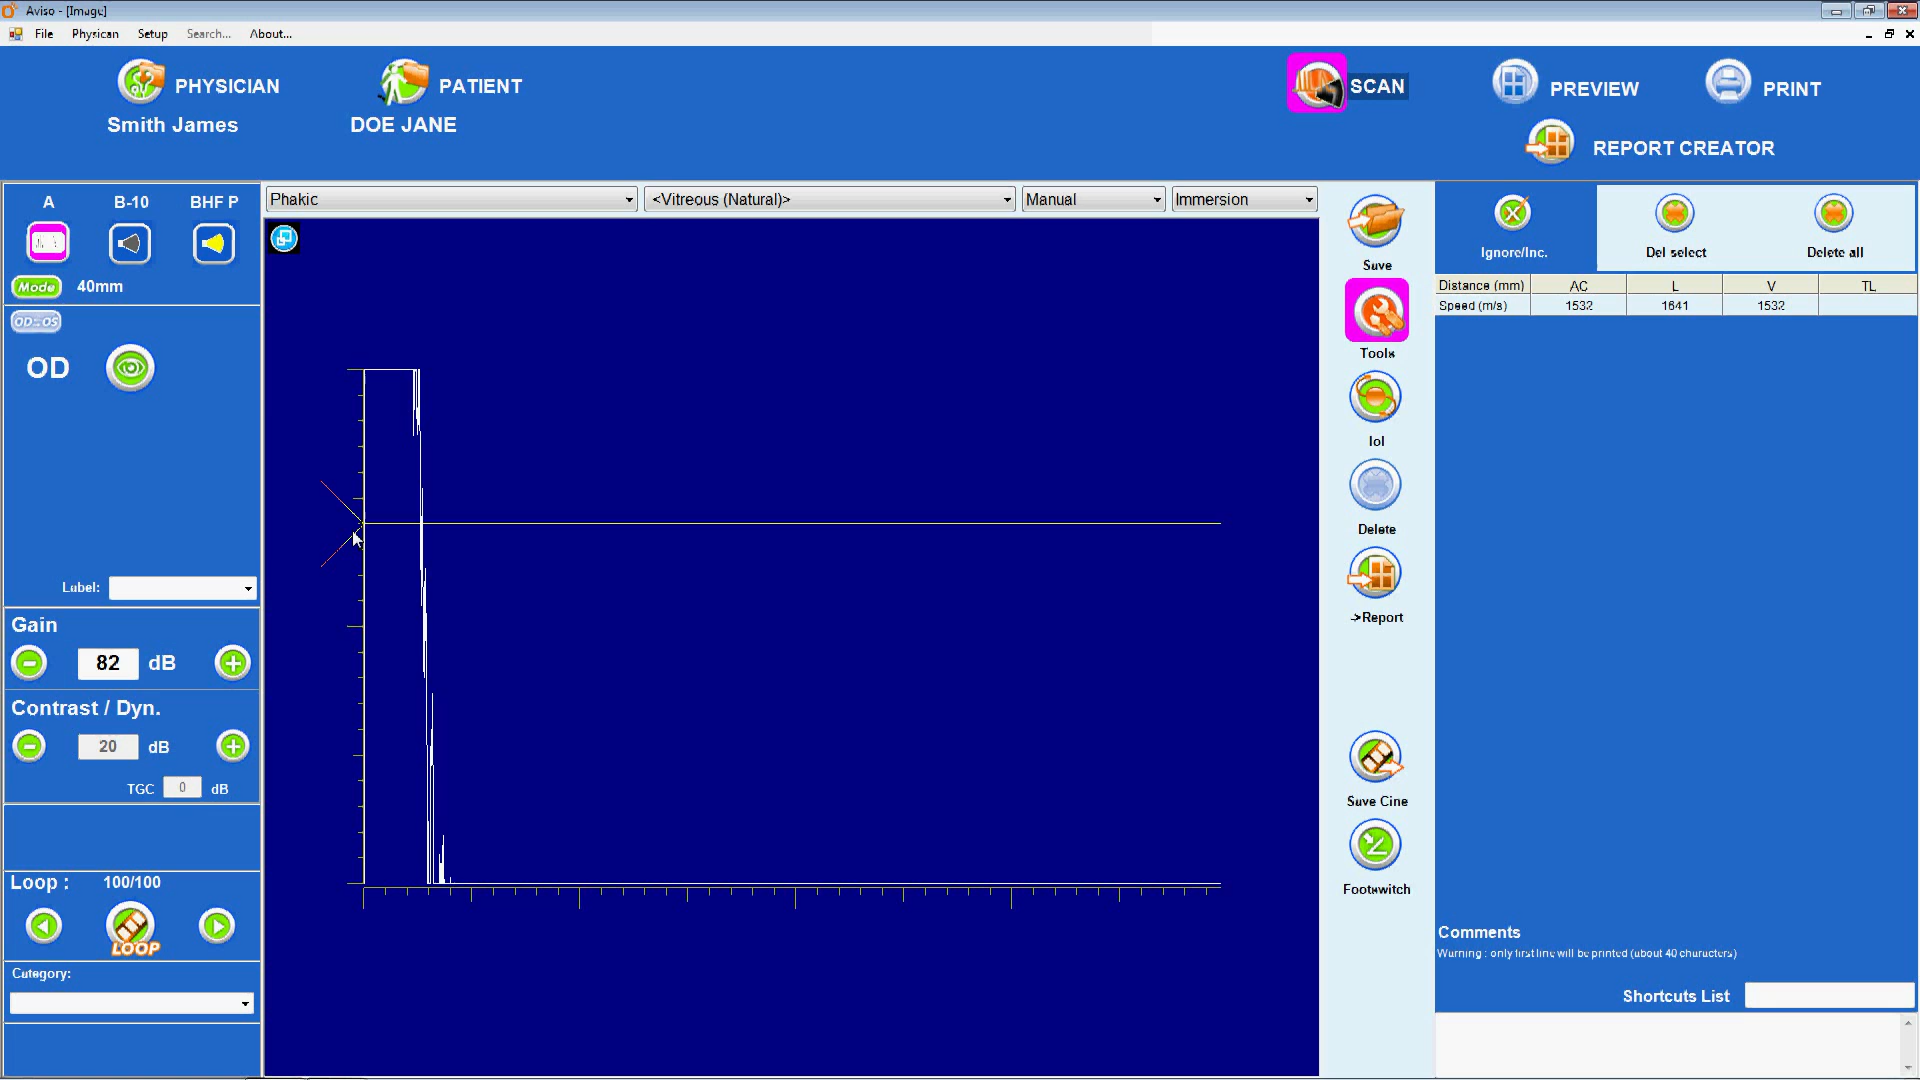 Aviso - [Image]
File Physican Setup Search... About...
PHYSICIAN
Smith James
PATIENT
DOE JANE
SCAN
PREVIEW
PRINT
REPORT CREATOR
A B-10 BHF P
Mode 40mm
OD::OS
OD
Label:
Gain
82 dB
Contrast / Dyn.
20 dB
TGC 0 dB
Loop : 100/100
LOOP
Category:
Phakic <Vitreous (Natural)> Manual Immersion
Save
Tools
Iol
Delete
->Report
Save Cine
Footswitch
Ignore/Inc. Del select Delete all
Distance (mm) AC L V TL
Speed (m/s) 1532 1641 1532
Comments
Warning : only first line will be printed (about 40 characters)
Shortcuts List